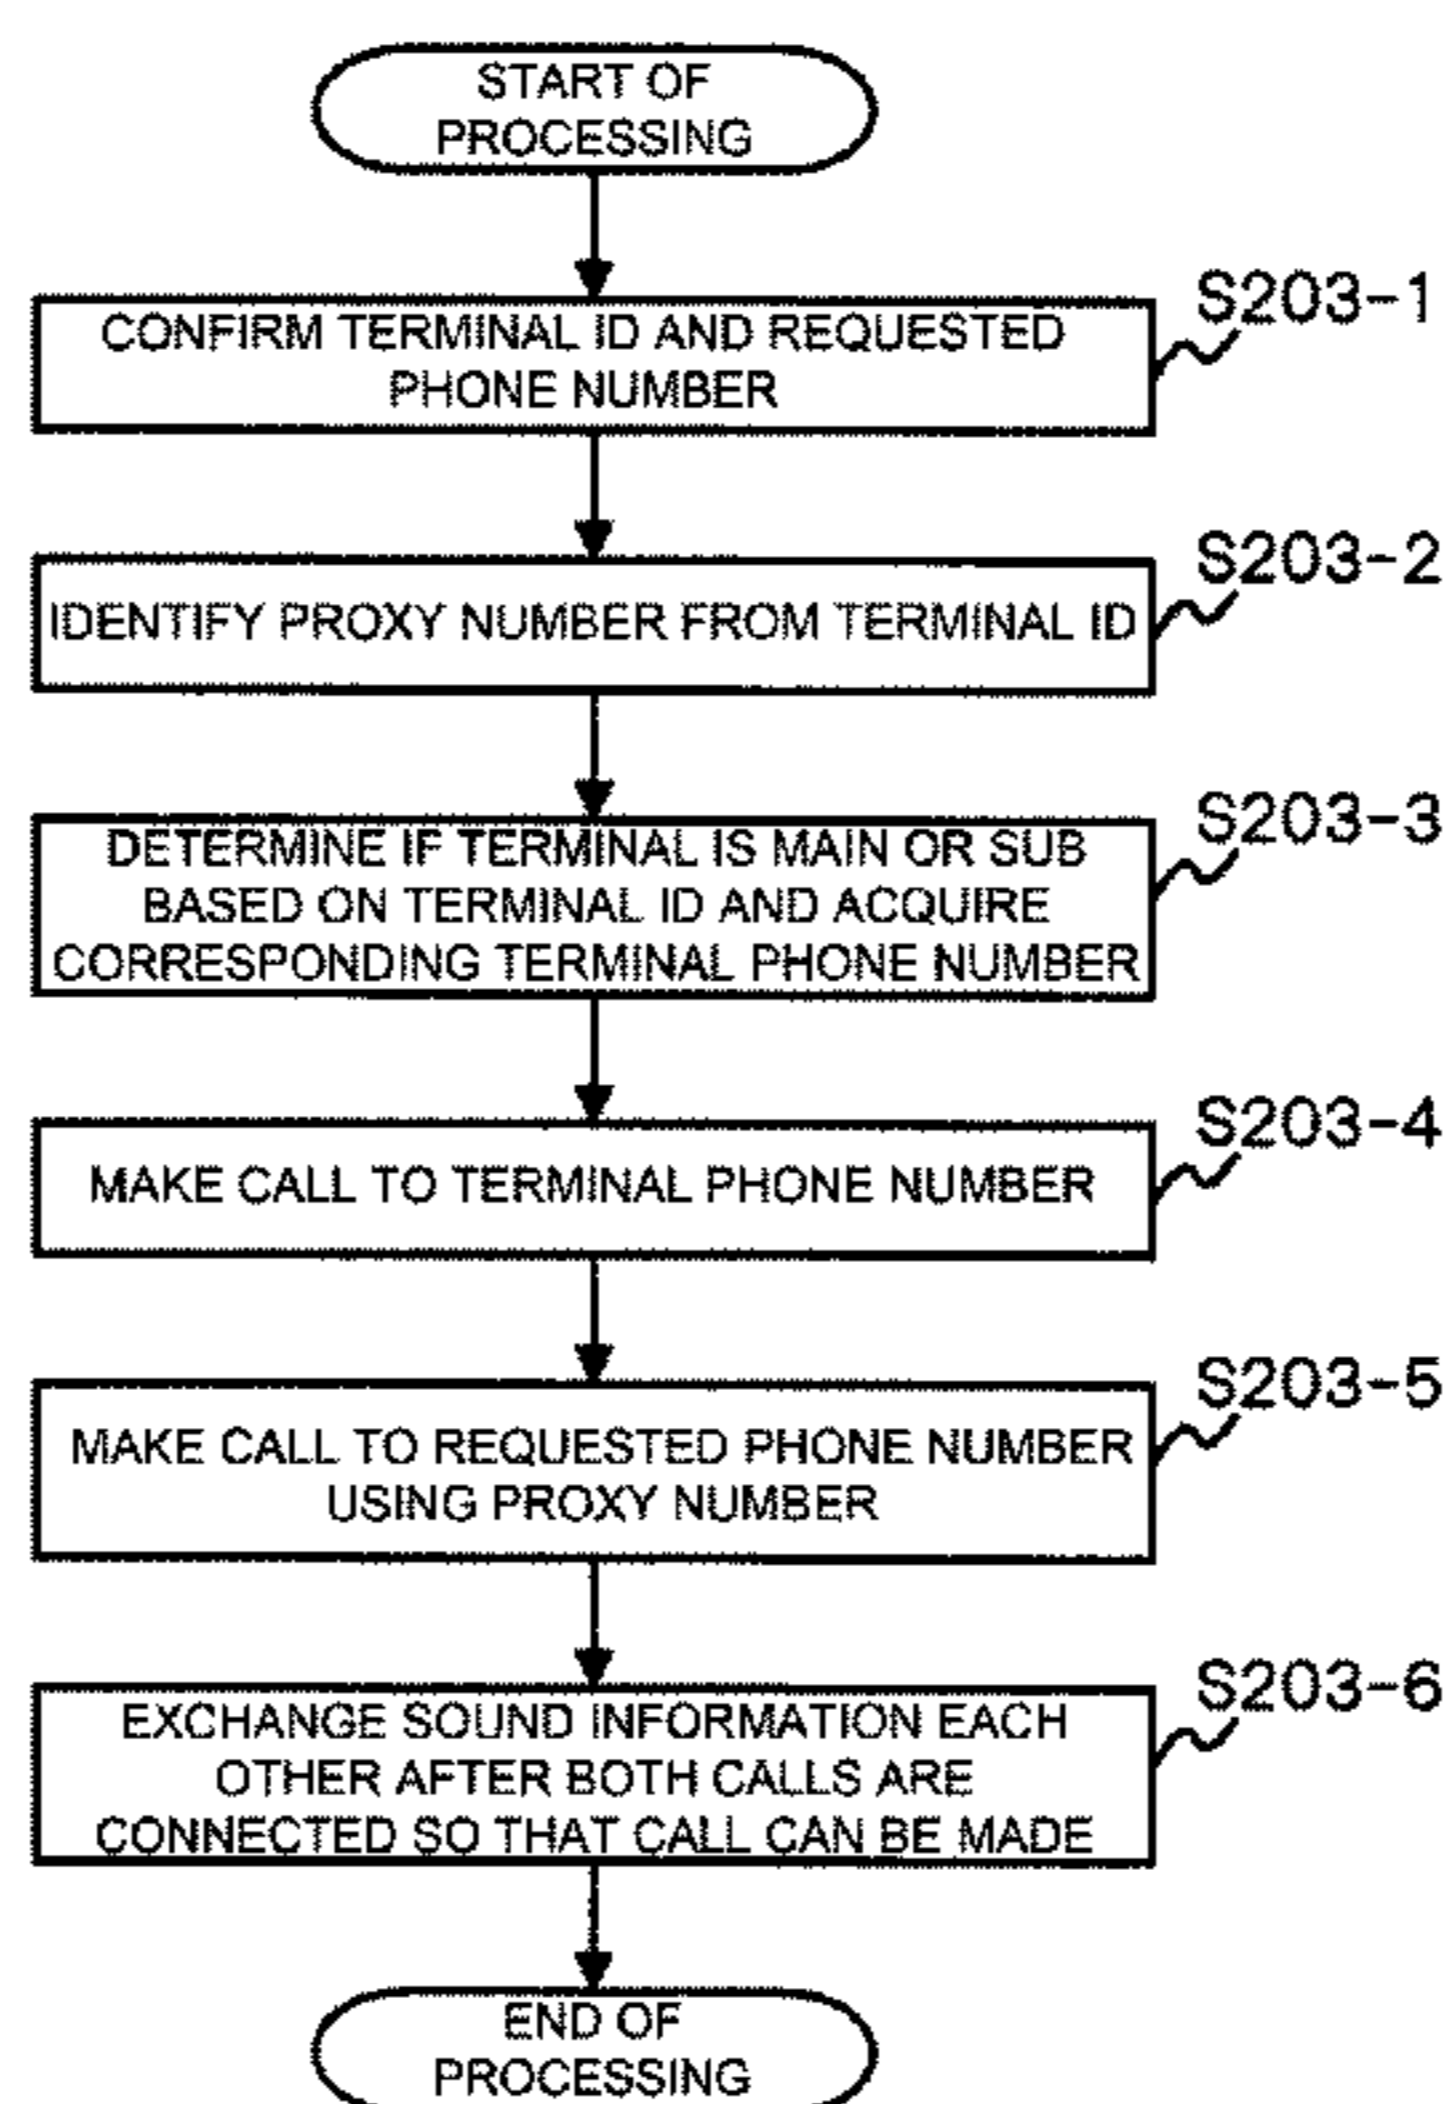 START OF
PROCESSING
S203-1
CONFIRM TERMINAL ID AND REQUESTED
PHONE NUMBER
S203-2
IDENTIFY PROXY NUMBER FROM TERMINAL ID
S203-3
DETERMINE IF TERMINAL IS MAIN OR SUB
BASED ON TERMINAL ID AND ACQUIRE
CORRESPONDING TERMINAL PHONE NUMBER
S203-4
MAKE CALL TO TERMINAL PHONE NUMBER
S203-5
MAKE CALL TO REQUESTED PHONE NUMBER
USING PROXY NUMBER
S203-6
EXCHANGE SOUND INFORMATION EACH
OTHER AFTER BOTH CALLS ARE
CONNECTED SO THAT CALL CAN BE MADE
END OF
PROCESSING